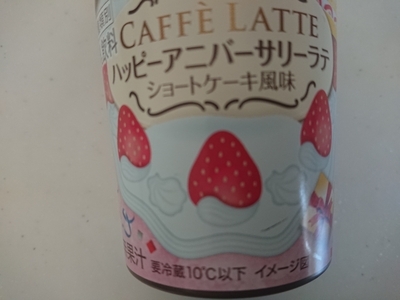 CAFFÈ LATTE
飲料
ハッピーアニバーサリーラテ
ショートケーキ風味
果汁
要冷蔵10℃以下 イメージ図